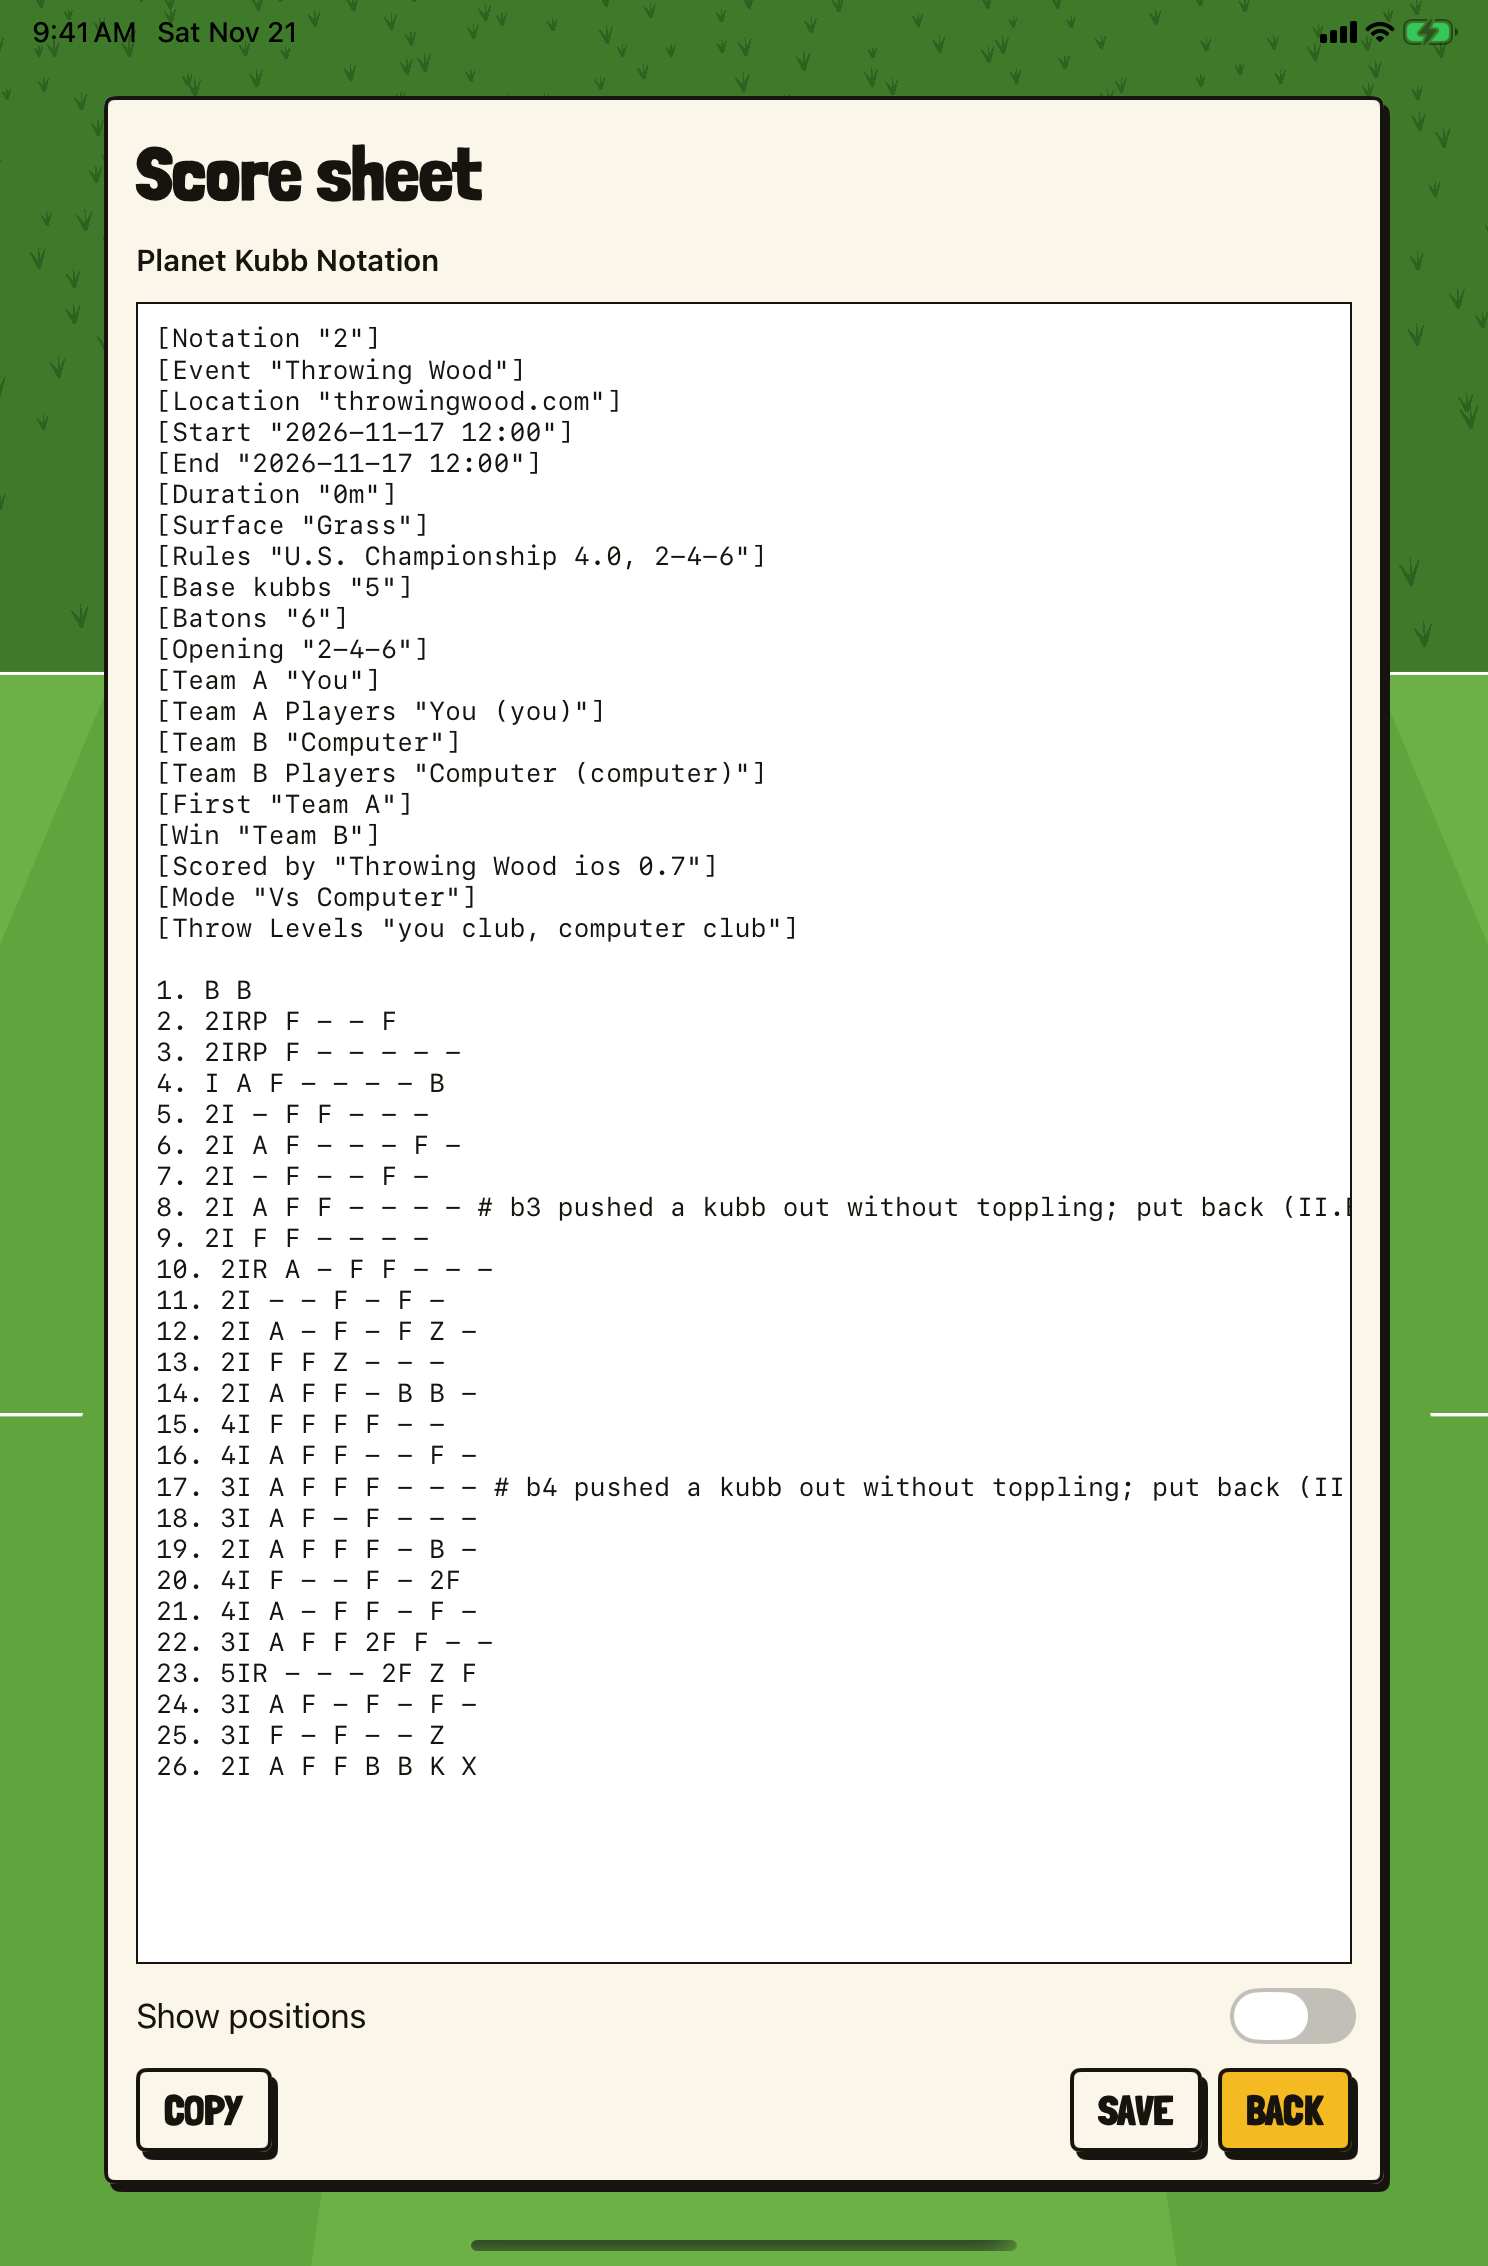 9:41 AM Sat Nov 21
Score sheet
Planet Kubb Notation
[Notation "2"]
[Event "Throwing Wood"]
[Location "throwingwood.com"]
[Start "2026-11-17 12:00"]
[End "2026-11-17 12:00"]
[Duration "0m"]
[Surface "Grass"]
[Rules "U.S. Championship 4.0, 2-4-6"]
[Base kubbs "5"]
[Batons "6"]
[Opening "2-4-6"]
[Team A "You"]
[Team A Players "You (you)"]
[Team B "Computer"]
[Team B Players "Computer (computer)"]
[First "Team A"]
[Win "Team B"]
[Scored by "Throwing Wood ios 0.7"]
[Mode "Vs Computer"]
[Throw Levels "you club, computer club"]
1. B B
2. 2IRP F - - F
3. 2IRP F - - - - -
4. I A F - - - - B
5. 2I - F F - - -
6. 2I A F - - - F -
7. 2I - F - - F -
8. 2I A F F - - - - # b3 pushed a kubb out without toppling; put back (II.
9. 2I F F - - - -
10. 2IR A - F F - - -
11. 2I - - F - F -
12. 2I A - F - F Z -
13. 2I F F Z - - -
14. 2I A F F - B B -
15. 4I F F F F - -
16. 4I A F F - - F -
17. 3I A F F F - - - # b4 pushed a kubb out without toppling; put back (II
18. 3I A F - F - - -
19. 2I A F F F - B -
20. 4I F - - F - 2F
21. 4I A - F F - F -
22. 3I A F F 2F F - -
23. 5IR - - - 2F Z F
24. 3I A F - F - F -
25. 3I F - F - - Z
26. 2I A F F B B K X
Show positions
COPY
SAVE
BACK